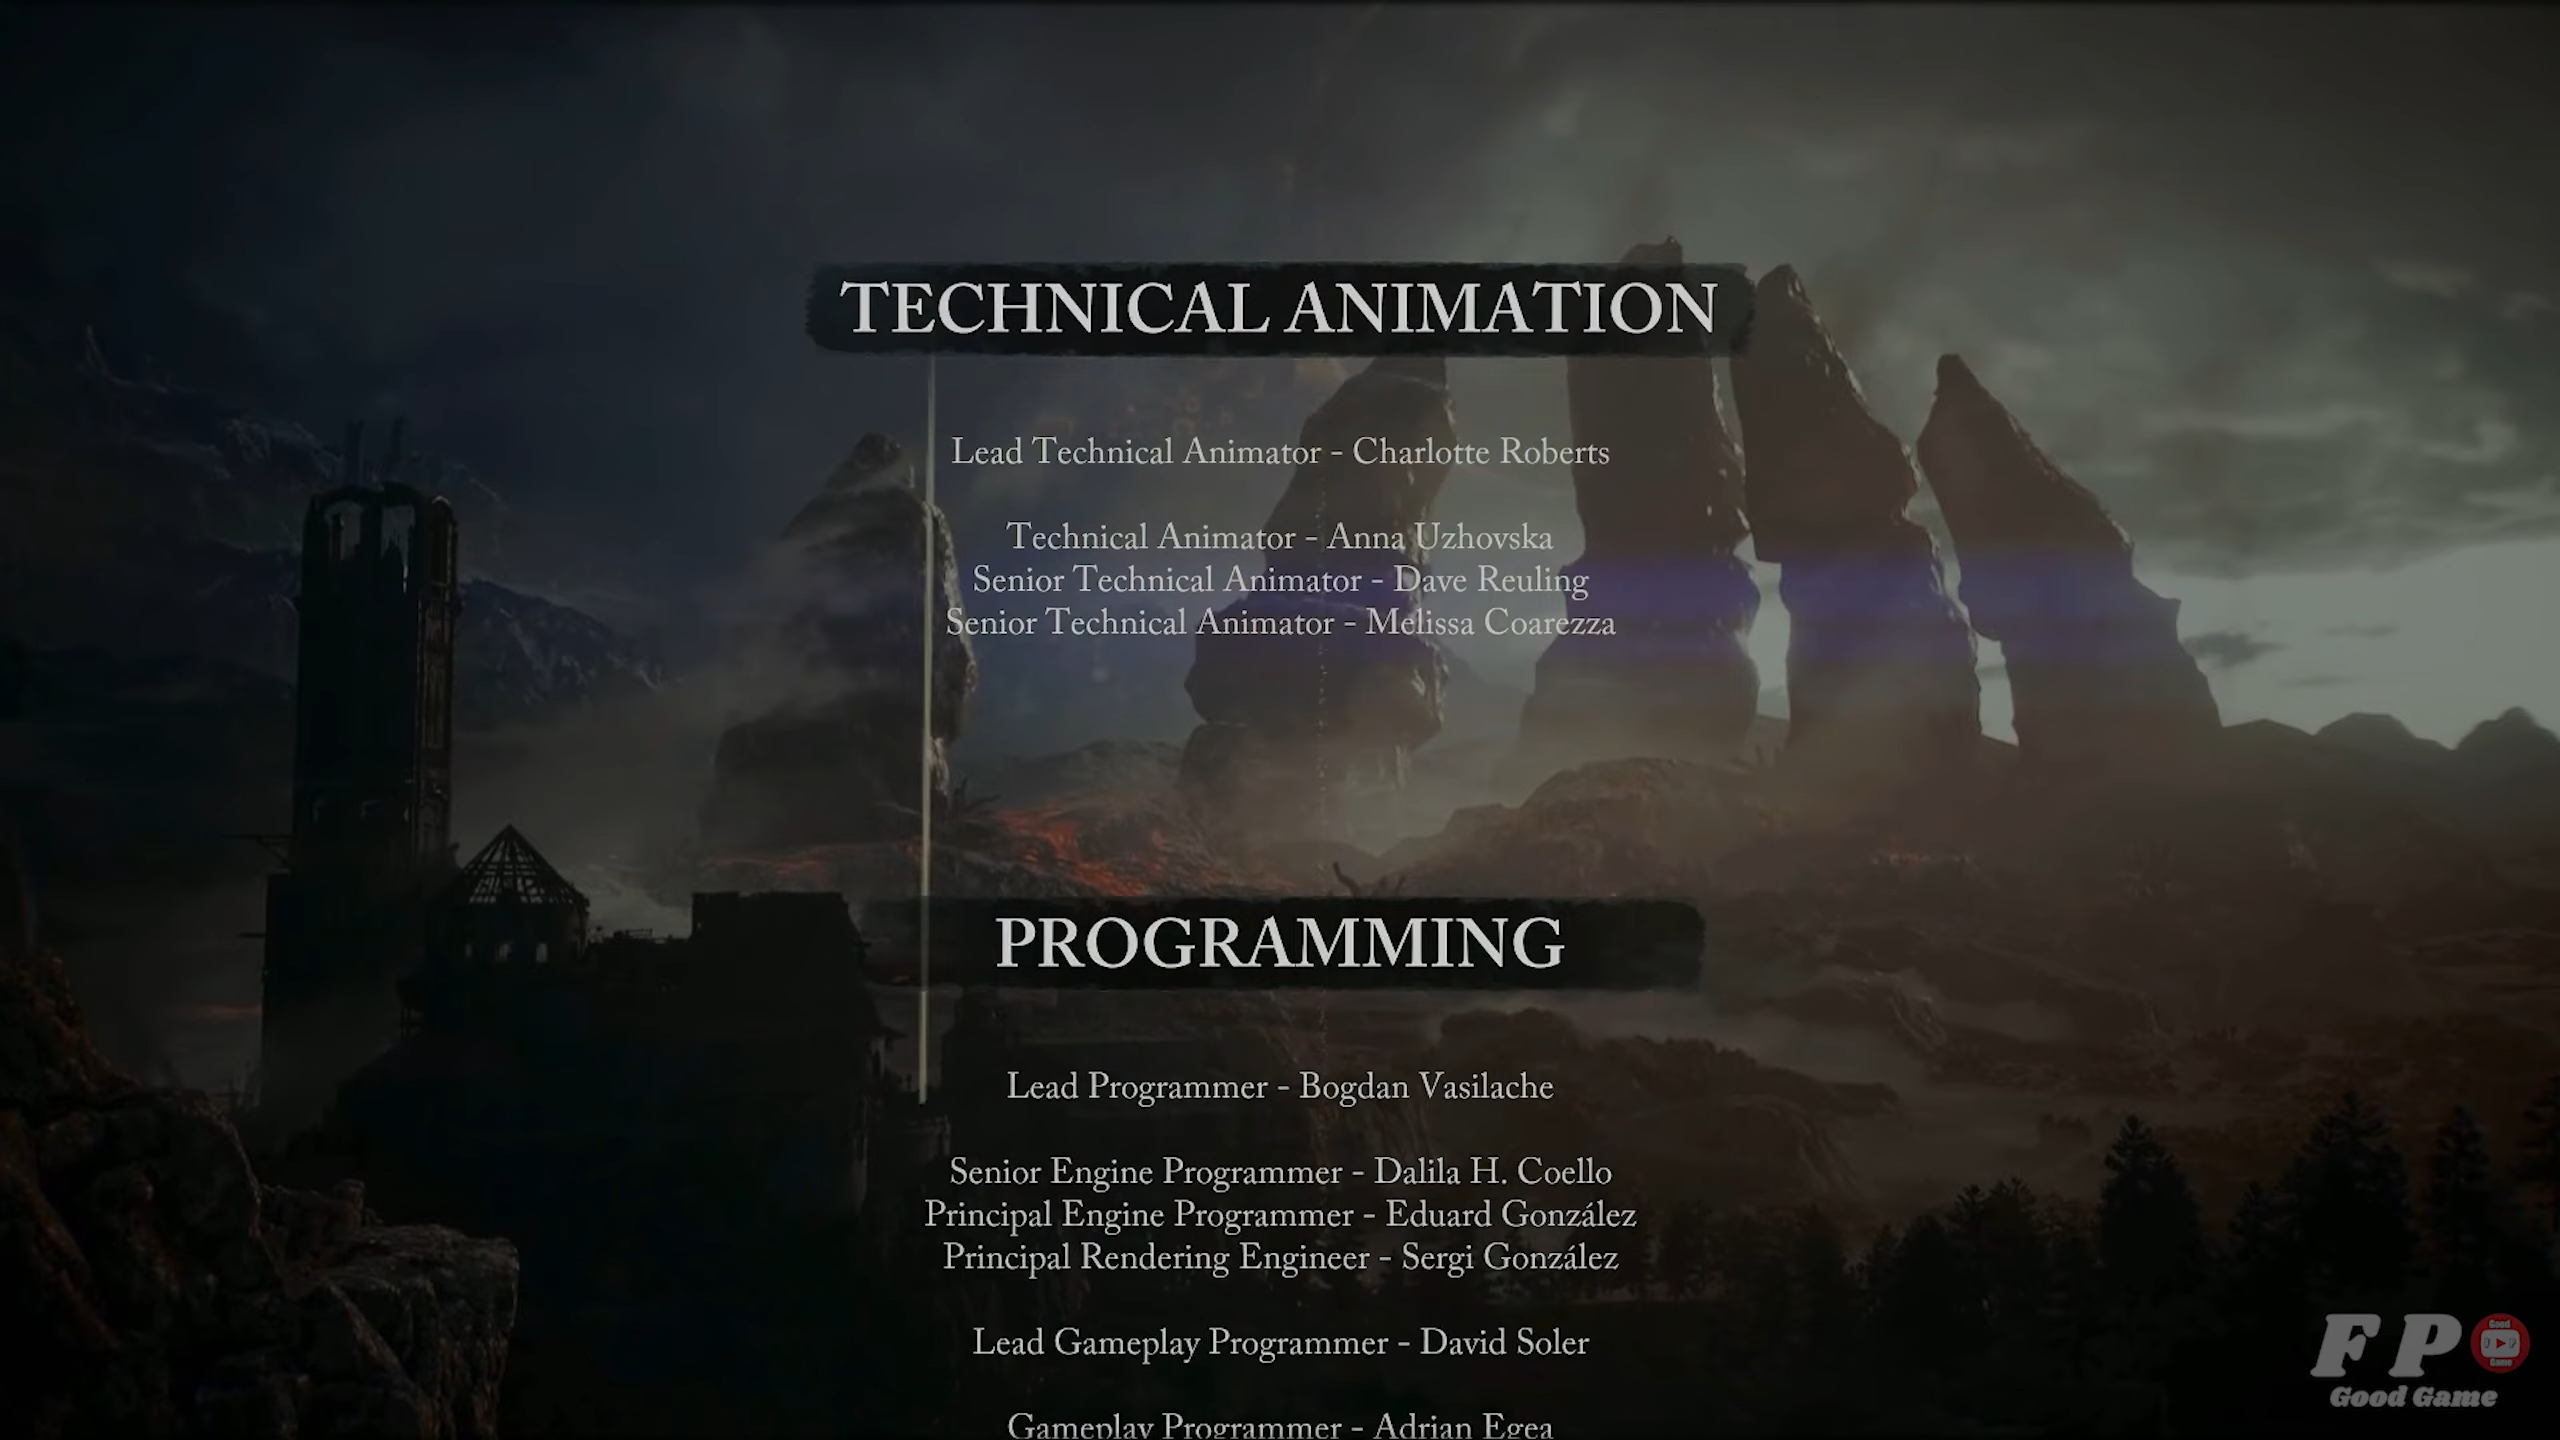 TECHNICAL ANIMATION
Lead Technical Animator - Charlotte Roberts
Technical Animator - Anna Uzhovska
Senior Technical Animator - Dave Reuling
Senior Technical Animator - Melissa Coarezza
PROGRAMMING
Lead Programmer - Bogdan Vasilache
Senior Engine Programmer - Dalila H. Coello
Principal Engine Programmer - Eduard González
Principal Rendering Engineer - Sergi González
Lead Gameplay Programmer - David Soler
Gameplay Programmer - Adrian Egea
F P
Good
Game
Good Game